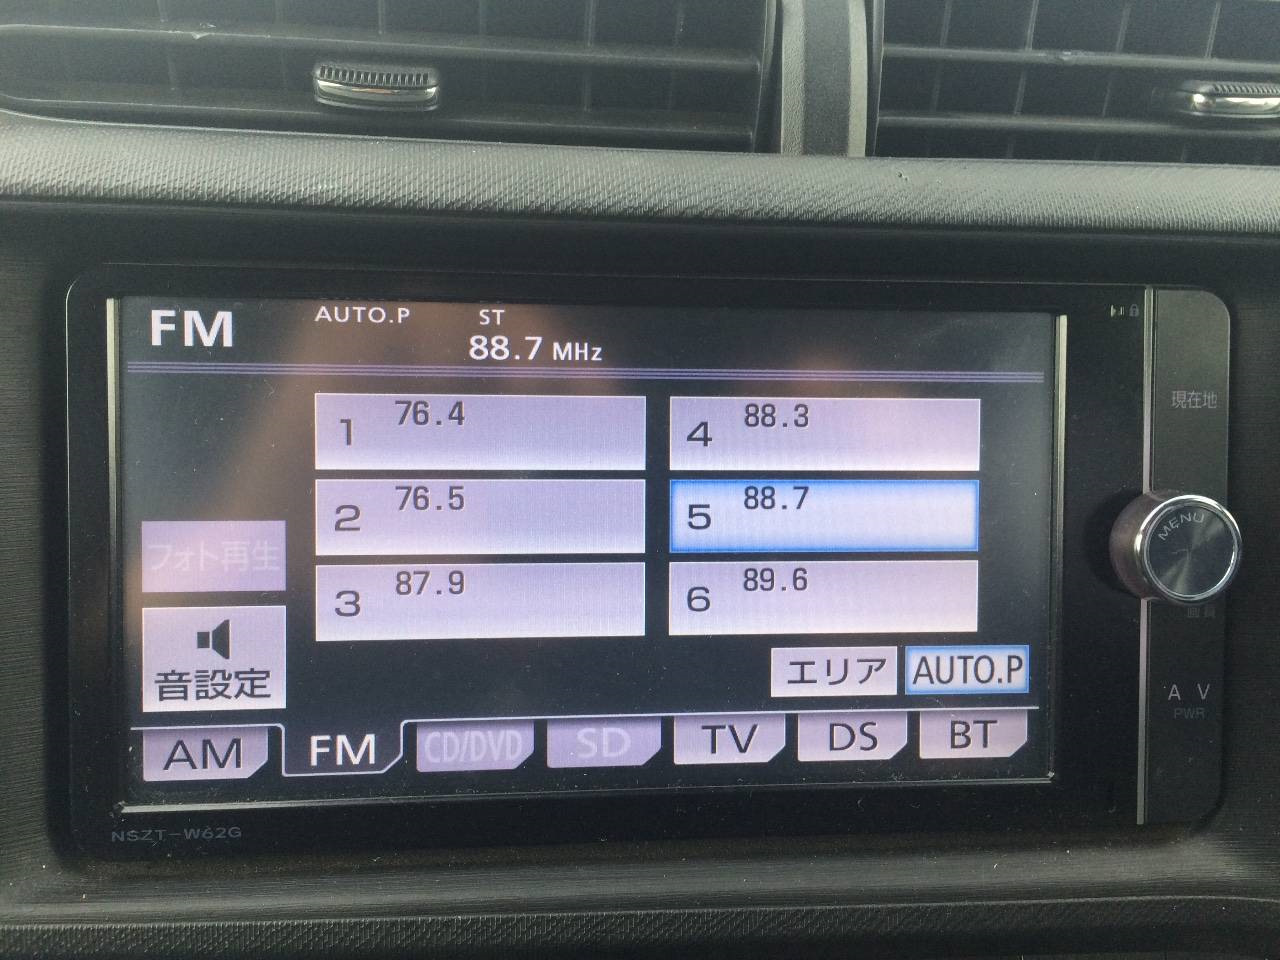 FM
AUTO.P
ST
88.7 MHz
1 76.4
4 88.3
2 76.5
5 88.7
3 87.9
6 89.6
フォト再生
音設定
エリア
AUTO.P
AM
FM
CD/DVD
SD
TV
DS
BT
NSZT-W62G
現在地
MENU
A V
PWR